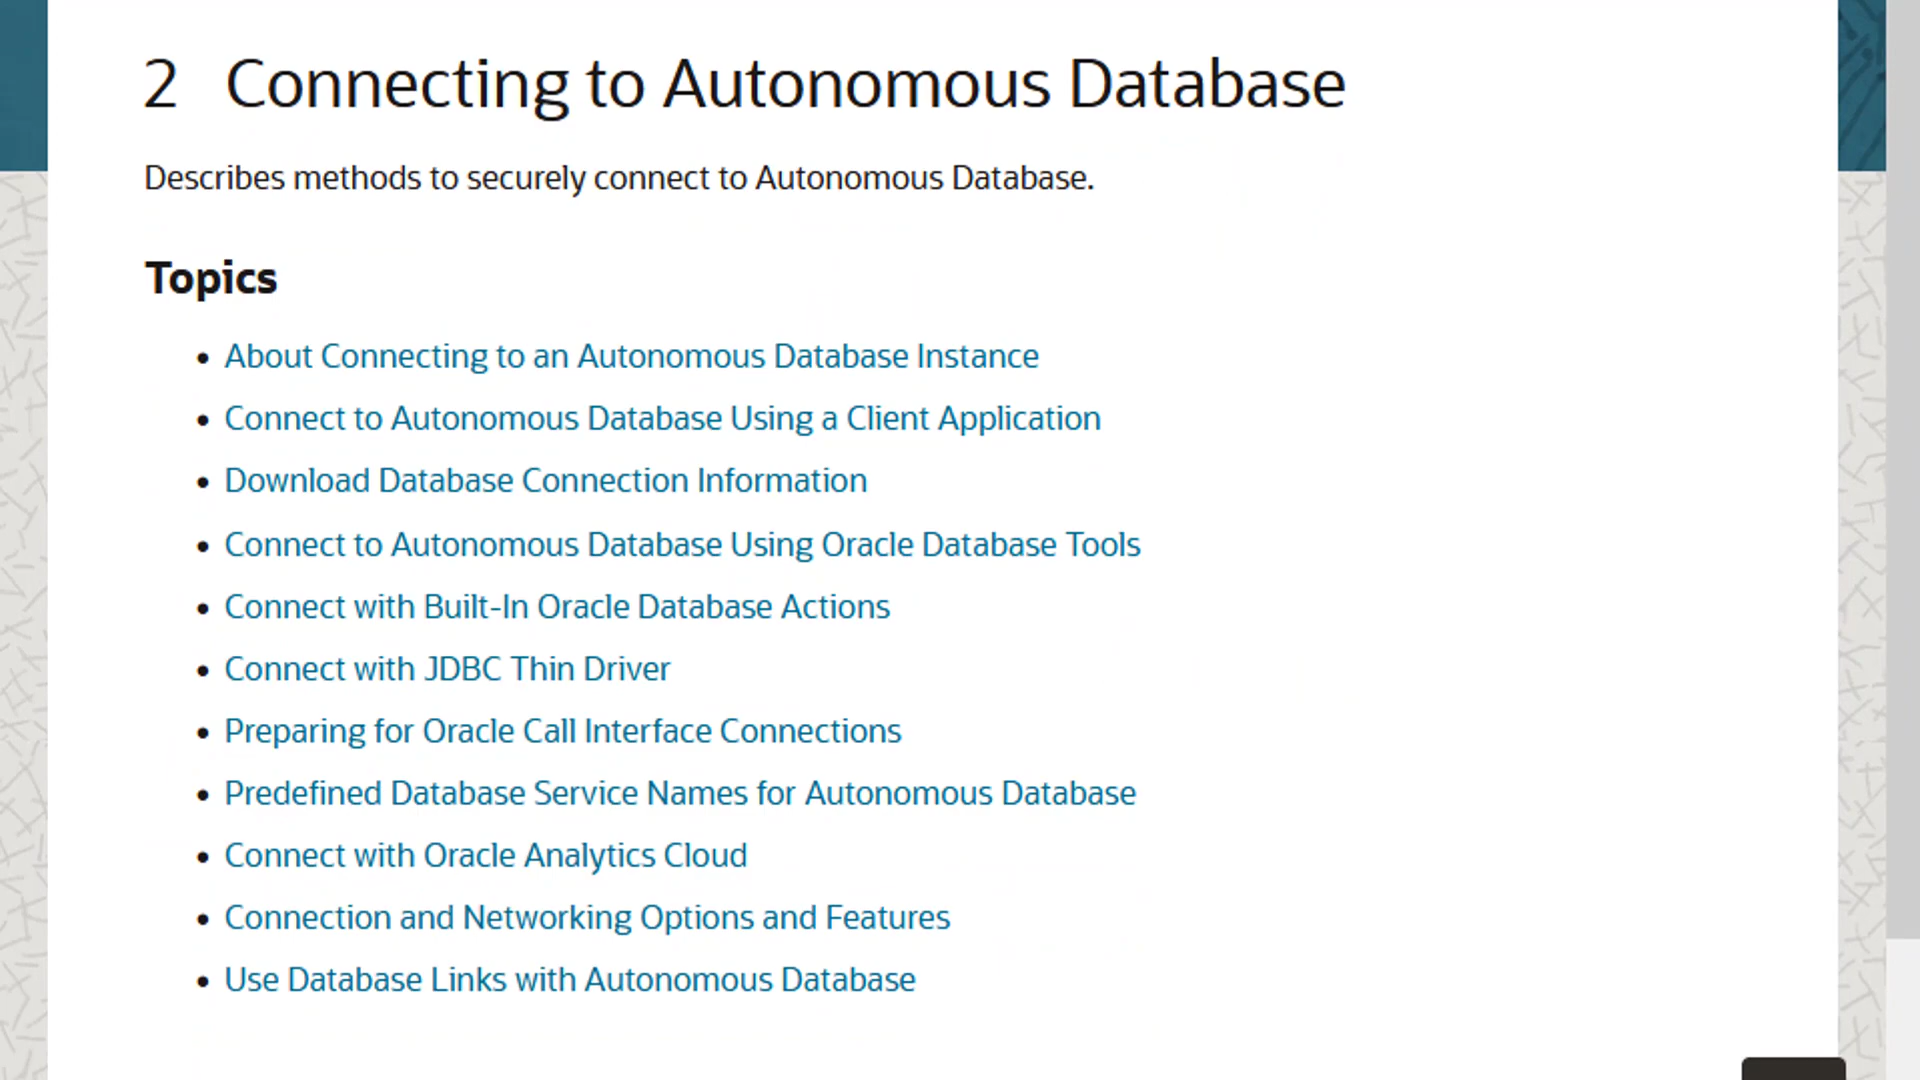 2 Connecting to Autonomous Database
Describes methods to securely connect to Autonomous Database.
Topics
• About Connecting to an Autonomous Database Instance
• Connect to Autonomous Database Using a Client Application
• Download Database Connection Information
• Connect to Autonomous Database Using Oracle Database Tools
• Connect with Built-In Oracle Database Actions
• Connect with JDBC Thin Driver
• Preparing for Oracle Call Interface Connections
• Predefined Database Service Names for Autonomous Database
• Connect with Oracle Analytics Cloud
• Connection and Networking Options and Features
• Use Database Links with Autonomous Database